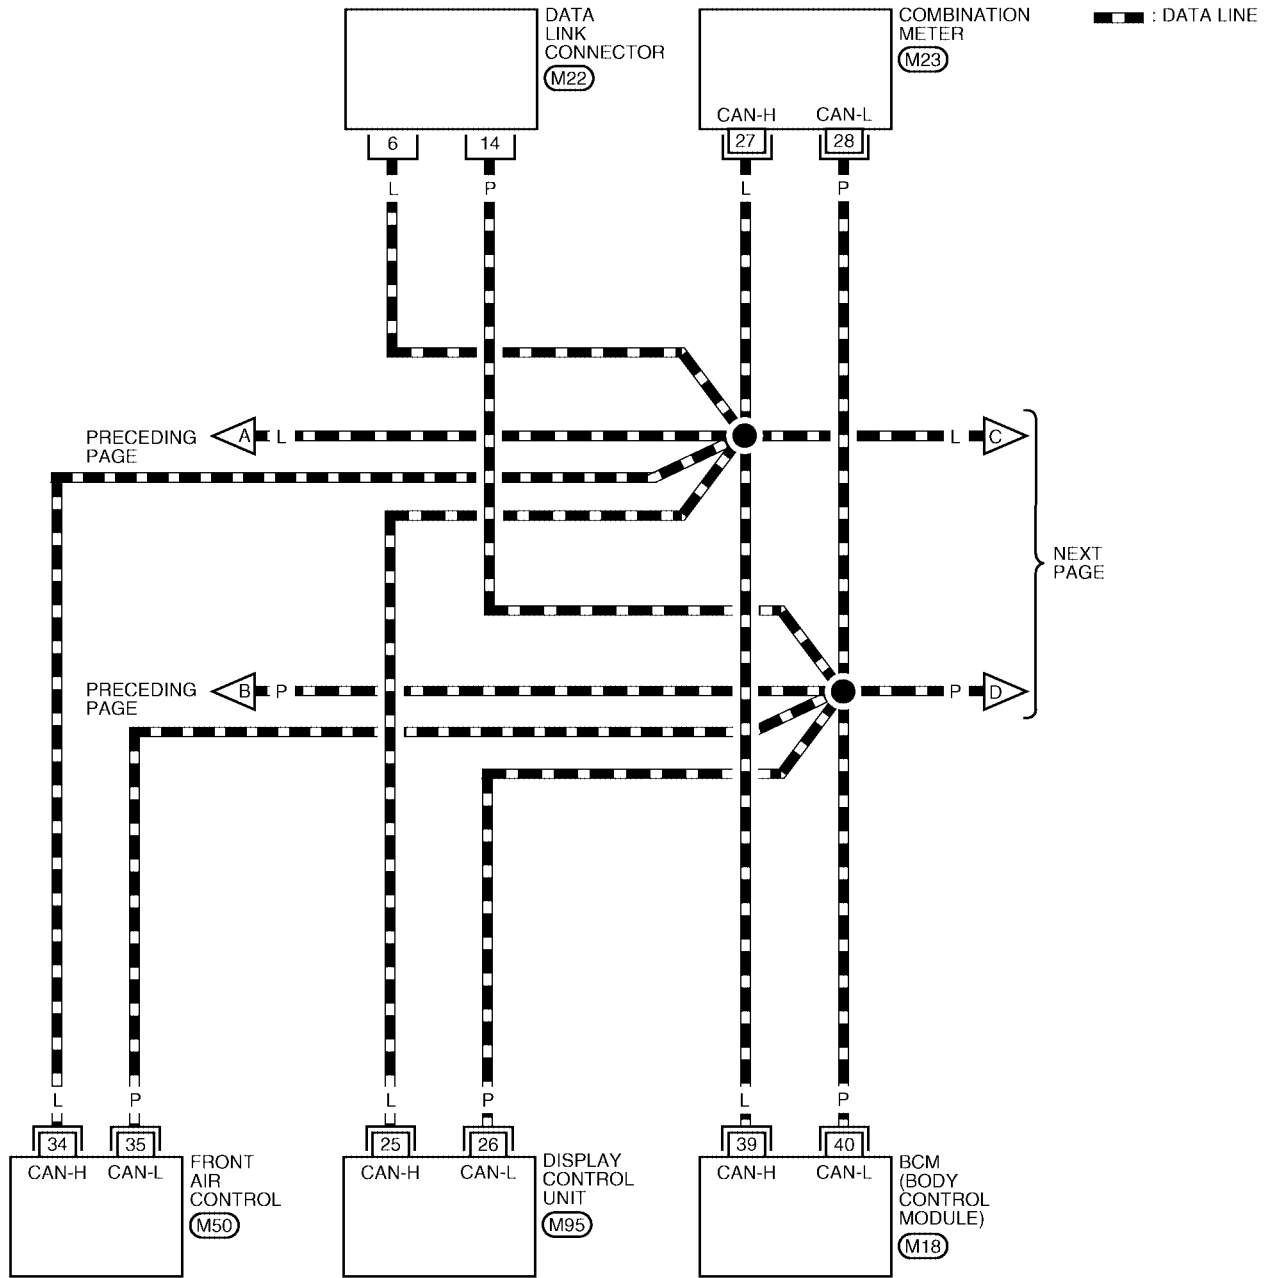 DATA
LINK
CONNECTOR
M22
COMBINATION
METER
M23
: DATA LINE
CAN-H CAN-L
6 14 27 28
L P L P
PRECEDING
PAGE
A L
L C
NEXT
PAGE
PRECEDING
PAGE
B P
P D
L P L P L P
34 35 25 26 39 40
CAN-H CAN-L
FRONT
AIR
CONTROL
M50
CAN-H CAN-L
DISPLAY
CONTROL
UNIT
M95
CAN-H CAN-L
BCM
(BODY
CONTROL
MODULE)
M18